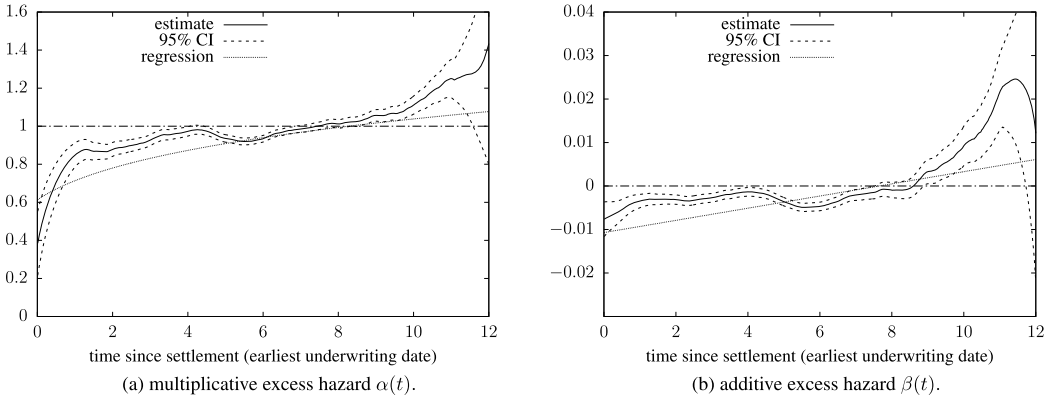 estimate
95% CI
regression
1.6
1.4
1.2
1
0.8
0.6
0.4
0.2
0
0 2 4 6 8 10 12
time since settlement (earliest underwriting date)
(a) multiplicative excess hazard α(t).
estimate
95% CI
regression
0.04
0.03
0.02
0.01
0
−0.01
−0.02
0 2 4 6 8 10 12
time since settlement (earliest underwriting date)
(b) additive excess hazard β(t).